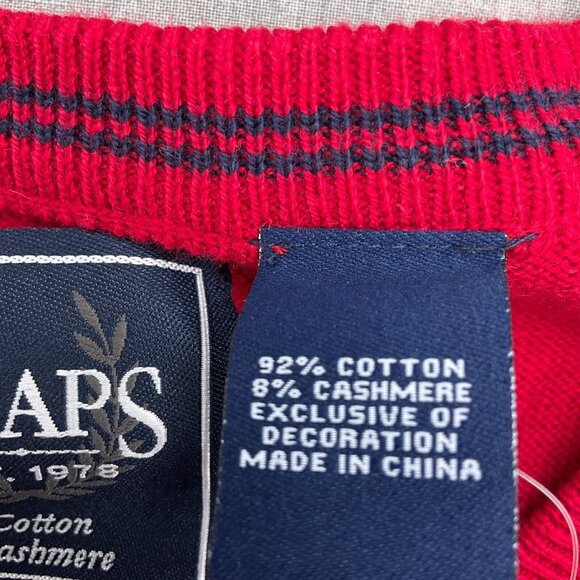 APS
1978
Cotton
ashmere
92% COTTON
8% CASHMERE
EXCLUSIVE OF
DECORATION
MADE IN CHINA